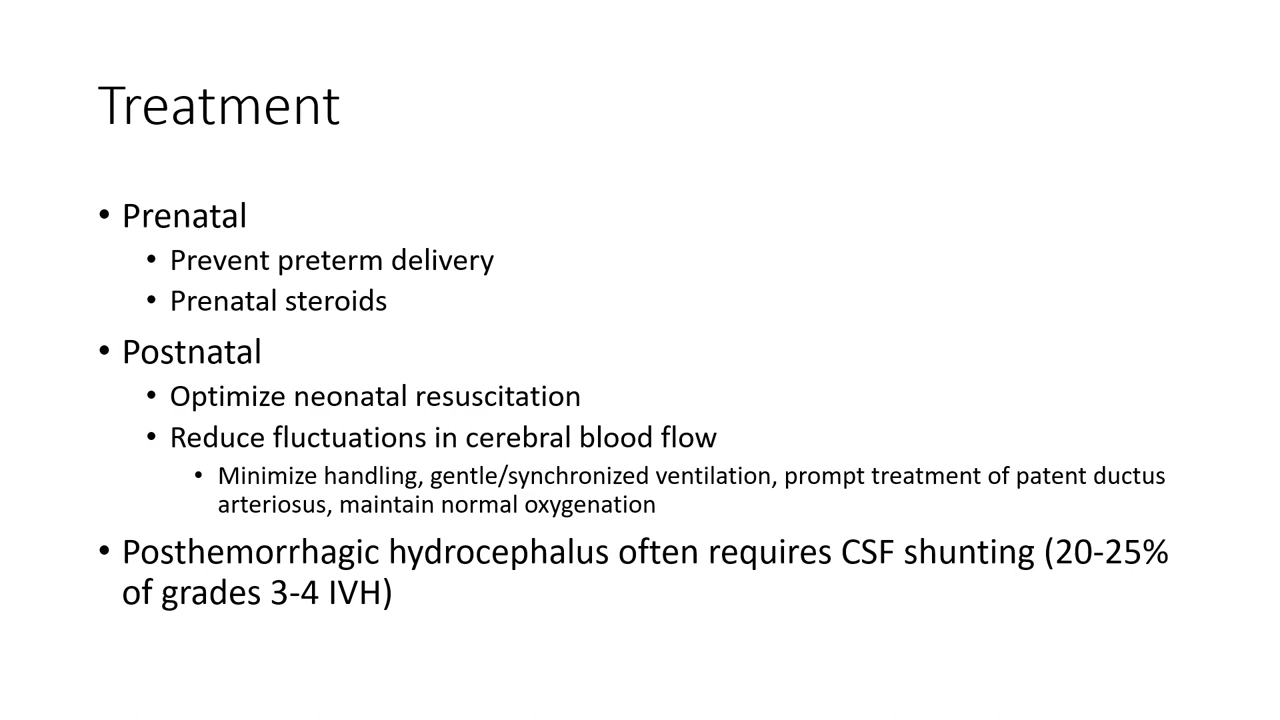 Treatment
• Prenatal
• Prevent preterm delivery
• Prenatal steroids
• Postnatal
• Optimize neonatal resuscitation
• Reduce fluctuations in cerebral blood flow
• Minimize handling, gentle/synchronized ventilation, prompt treatment of patent ductus
arteriosus, maintain normal oxygenation
• Posthemorrhagic hydrocephalus often requires CSF shunting (20-25%
of grades 3-4 IVH)